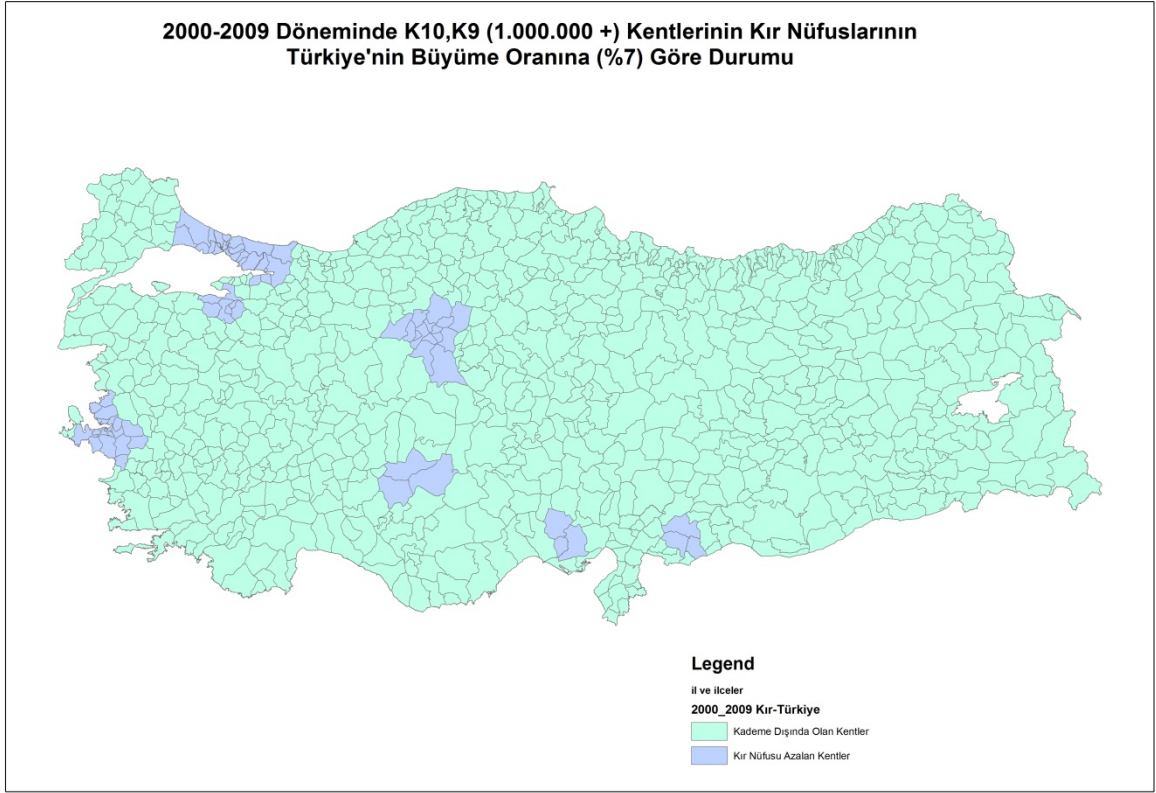 2000-2009 Döneminde K10,K9 (1.000.000 +) Kentlerinin Kır Nüfuslarının
Türkiye'nin Büyüme Oranına (%7) Göre Durumu
Legend
il ve ilceler
2000_2009 Kır-Türkiye
Kademe Dışında Olan Kentler
Kır Nüfusu Azalan Kentler